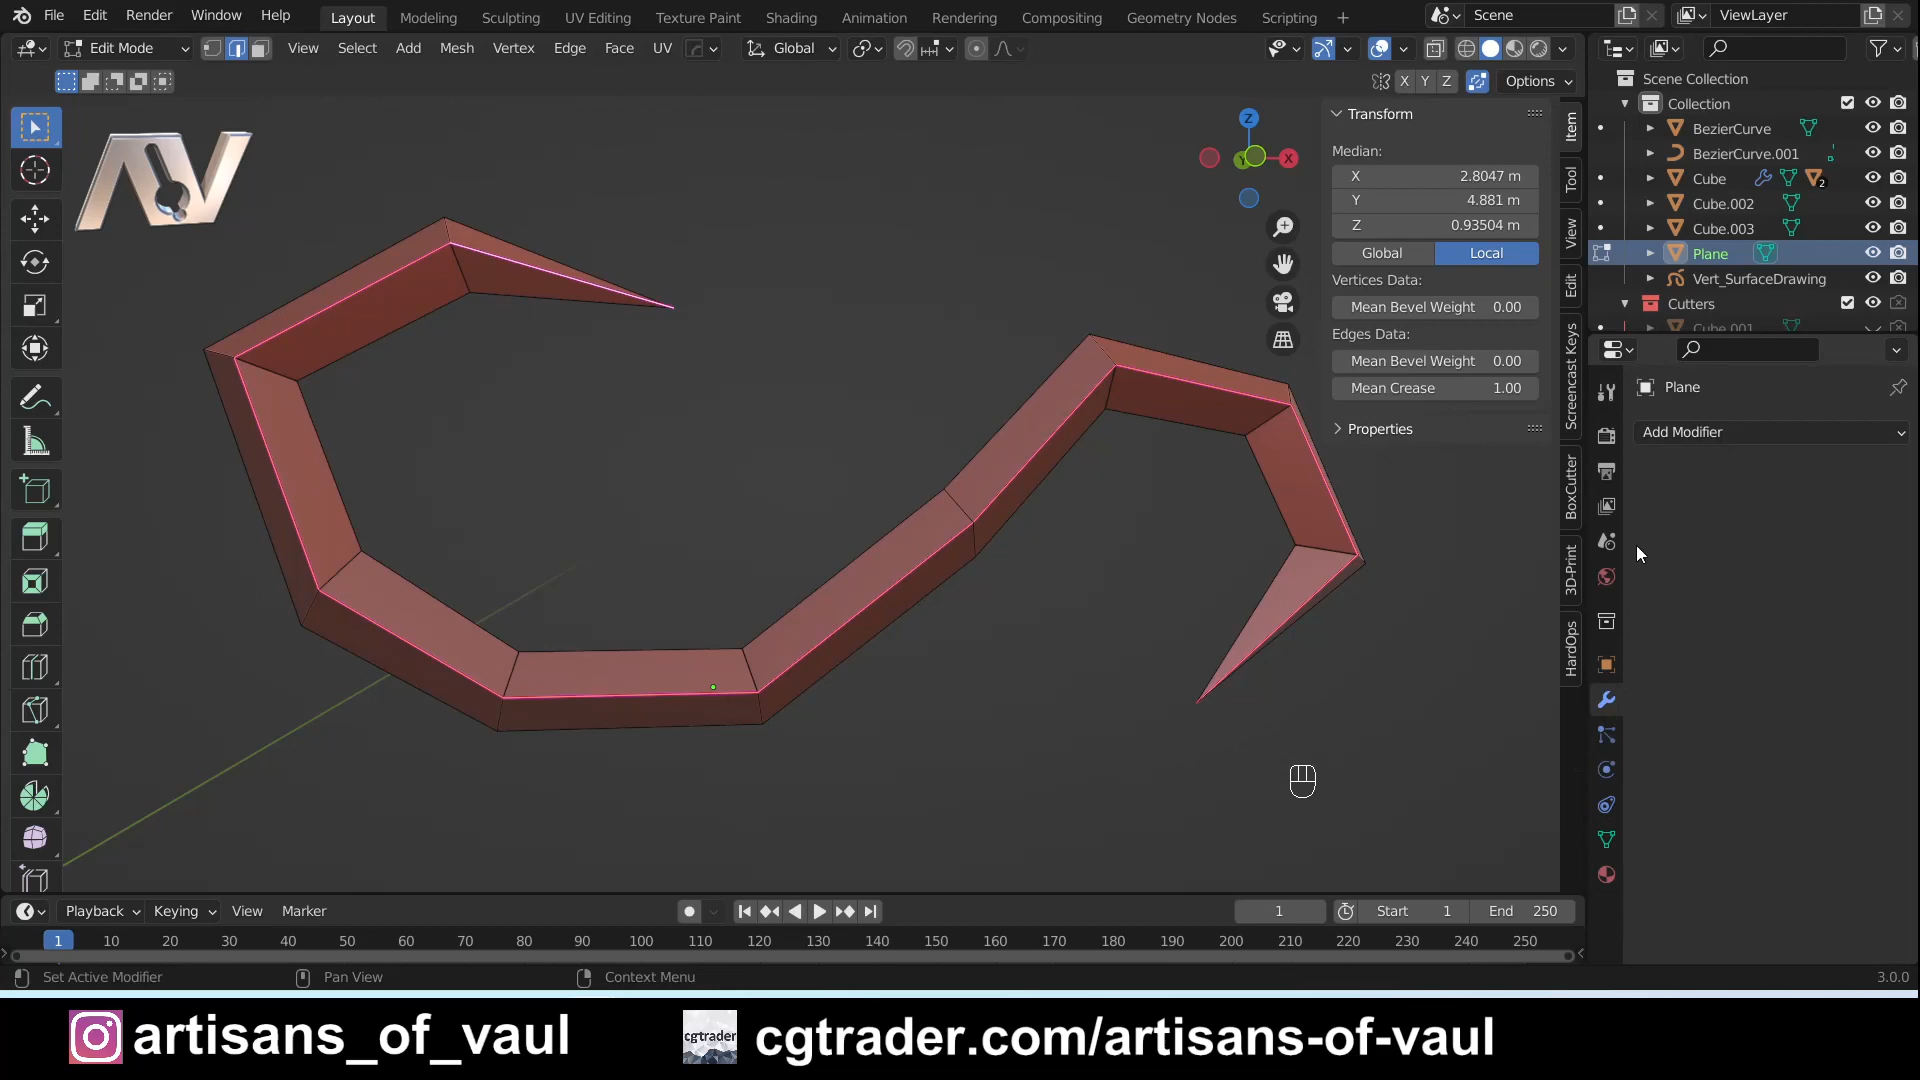 File Edit Render Window Help Layout Modeling Sculpting UV Editing Texture Paint Shading Animation Rendering Compositing Geometry Nodes Scripting + Scene ViewLayer
Edit Mode View Select Add Mesh Vertex Edge Face UV Global
X Y Z Options
Scene Collection
Collection
BezierCurve
BezierCurve.001
Cube 2
Cube.002
Cube.003
Plane
Vert_SurfaceDrawing
Cutters
Cube.001
AV
Z
Y X
Transform
Median:
X 2.8047 m
Y 4.881 m
Z 0.93504 m
Global Local
Vertices Data:
Mean Bevel Weight 0.00
Edges Data:
Mean Bevel Weight 0.00
Mean Crease 1.00
Properties
Item
Tool
View
Edit
Screencast Keys
BoxCutter
3D-Print
HardOps
Plane
Add Modifier
Playback Keying View Marker 1 Start 1 End 250
1 10 20 30 40 50 60 70 80 90 100 110 120 130 140 150 160 170 180 190 200 210 220 230 240 250
Set Active Modifier Pan View Context Menu 3.0.0
artisans_of_vaul cgtrader cgtrader.com/artisans-of-vaul